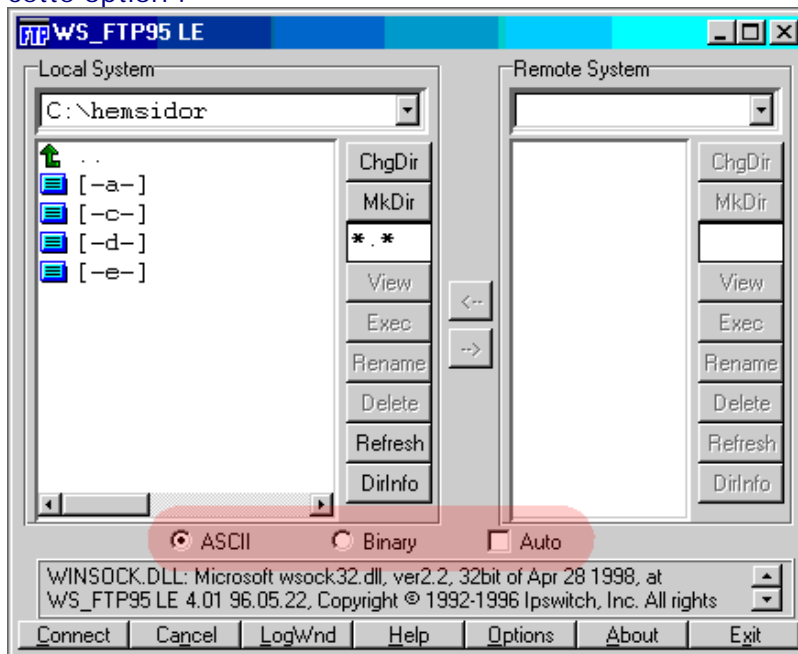 cette option :
WS_FTP95 LE
Local System
C:\hemsidor
..
[-a-]
[-c-]
[-d-]
[-e-]
ChgDir
MkDir
*.*
View
Exec
Rename
Delete
Refresh
DirInfo
<--
-->
Remote System
ChgDir
MkDir
View
Exec
Rename
Delete
Refresh
DirInfo
ASCII Binary Auto
WINSOCK.DLL: Microsoft wsock32.dll, ver2.2, 32bit of Apr 28 1998, at
WS_FTP95 LE 4.01 96.05.22, Copyright © 1992-1996 Ipswitch, Inc. All rights
Connect Cancel LogWnd Help Options About Exit